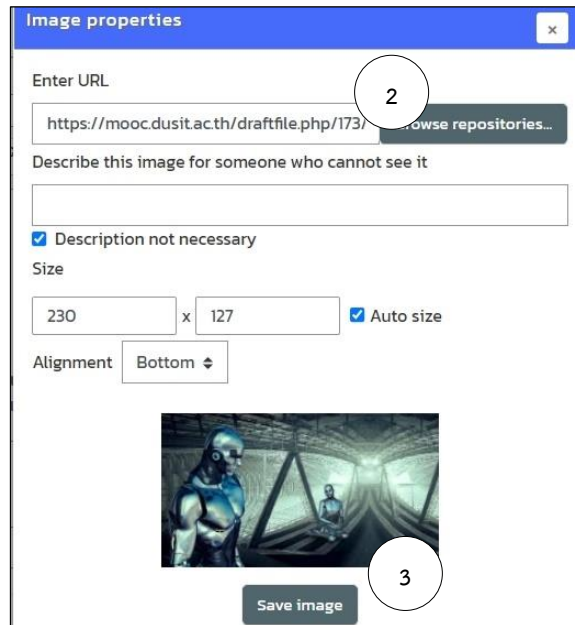 Image properties
×
Enter URL
2
https://mooc.dusit.ac.th/draftfile.php/173/
Browse repositories...
Describe this image for someone who cannot see it
Description not necessary
Size
230 x 127 Auto size
Alignment Bottom
3
Save image